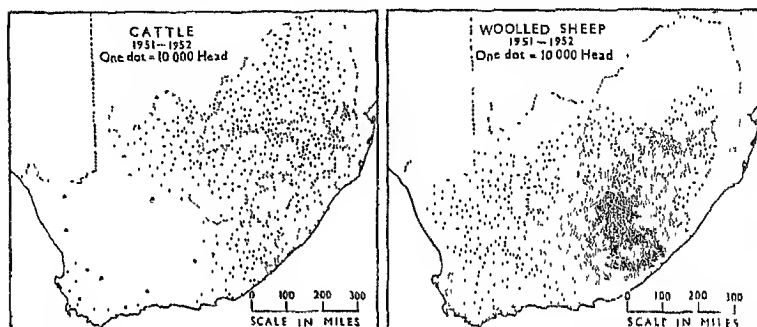 CATTLE
1951–1952
One dot = 10 000 Head
0 100 200 300
SCALE IN MILES
WOOLLED SHEEP
1951–1952
One dot = 10 000 Head
0 100 200 300
SCALE IN MILES